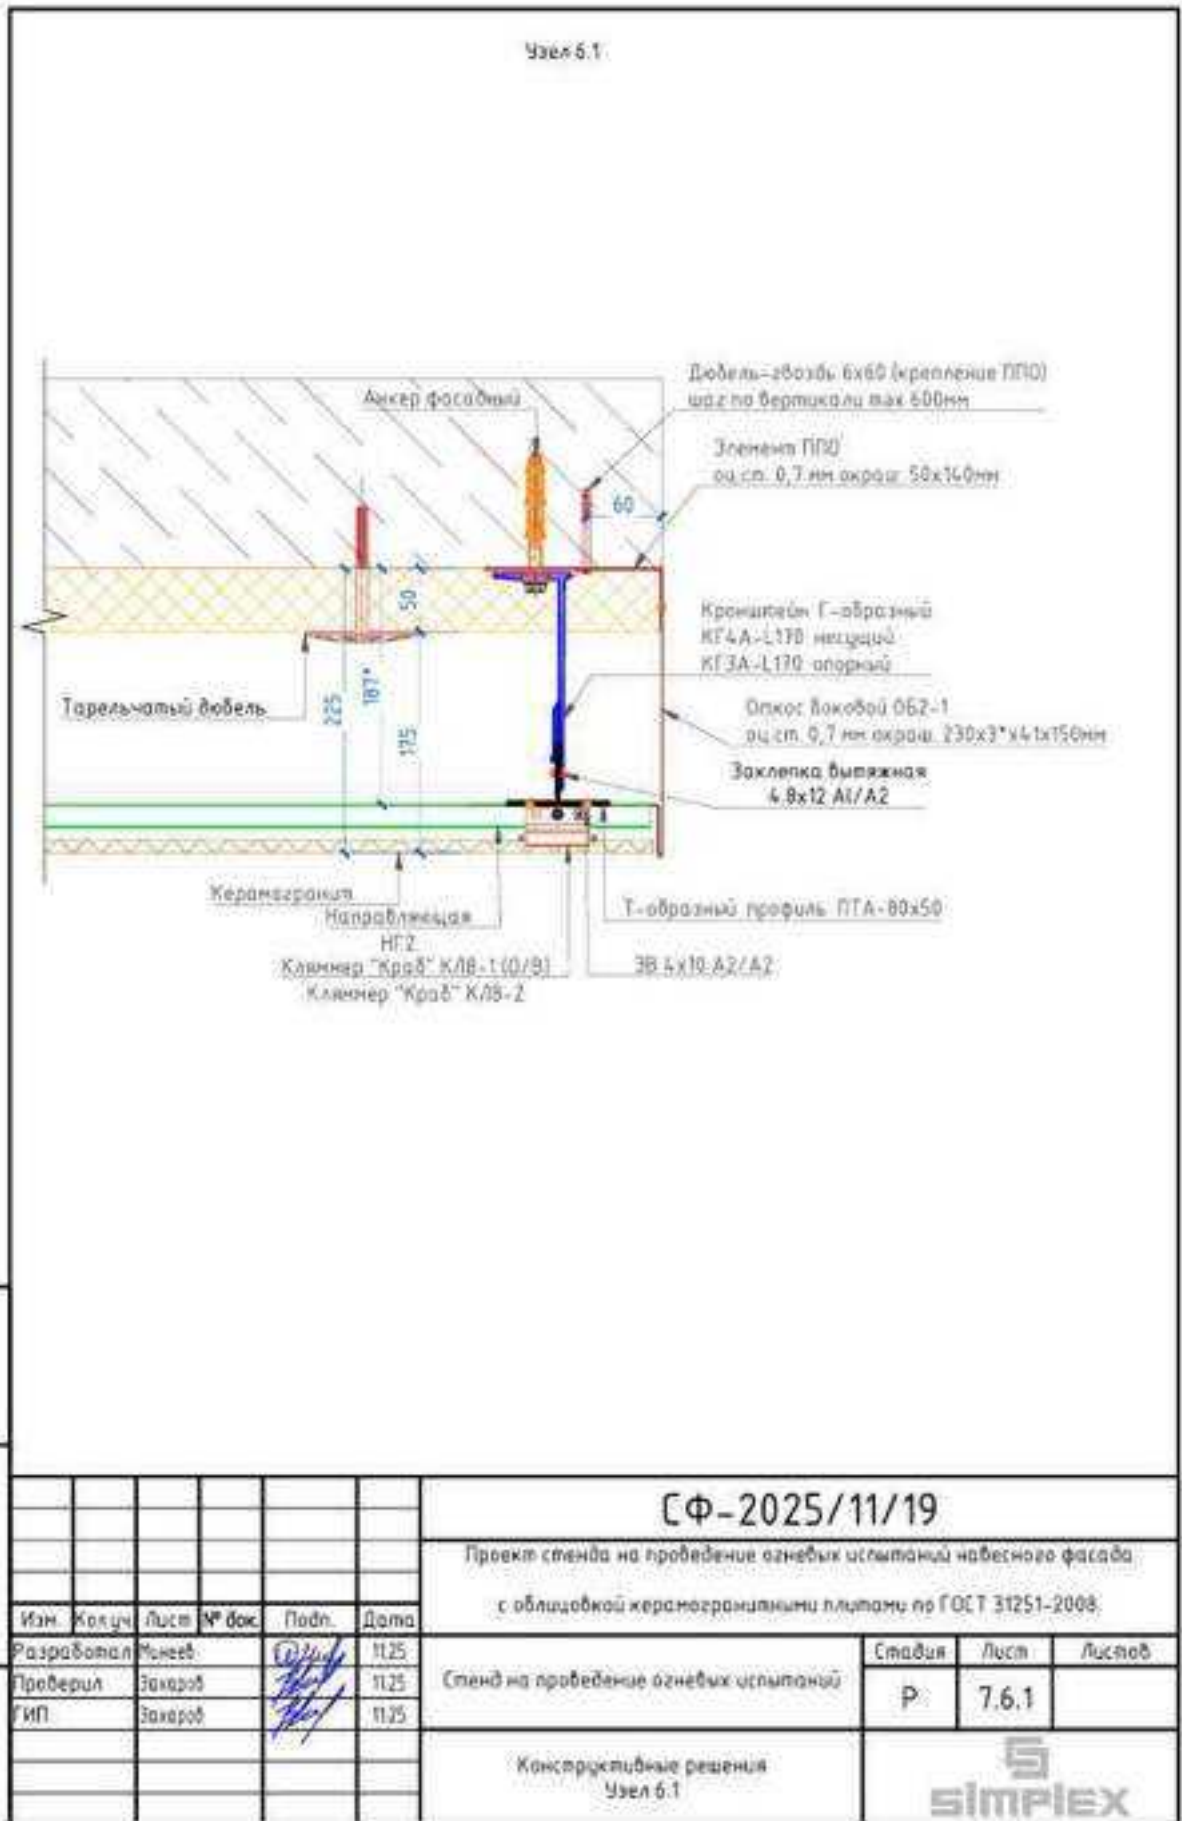 Узел 6.1
Анкер фасадный
Дюбель-гвоздь 6х60 (крепление ППО)
шаг по вертикали max 600мм
Элемент ППО
оц.ст. 0,7 мм окраш. 50х140мм
60
50
Кронштейн Г-образный
КГ4А-L170 несущий
КГ3А-L170 опорный
Тарельчатый дюбель
225
187*
175
Откос боковой ОБ2-1
оц.ст. 0,7 мм окраш. 230х3*х41х150мм
Заклепка вытяжная
4.8х12 Al/A2
Керамогранит
Направляющая
НГ2
Т-образный профиль ПТА-80х50
Кляммер "Краб" КЛВ-1 (О/В)
Кляммер "Краб" КЛВ-2
ЗВ 4х10 А2/А2
СФ-2025/11/19
Проект стенда на проведение огневых испытаний навесного фасада
с облицовкой керамогранитными плитами по ГОСТ 31251-2008.
Изм. Кол.уч Лист № док. Подп. Дата
Разработал Минеев 11.25
Проверил Захаров 11.25
ГИП Захаров 11.25
Стенд на проведение огневых испытаний
Стадия Лист Листов
Р 7.6.1
Конструктивные решения
Узел 6.1
simplex